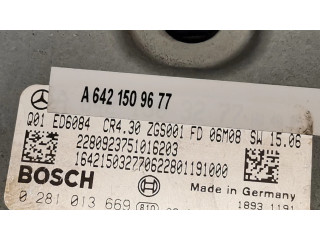 A 642 150 96 77
Q01 ED6084 CR4.30 ZGS001 FD 06M08 SW 15.06
2280923751016203
16421503277062280119100​0
BOSCH
Made in Germany
0 281 013 669
1893 1191